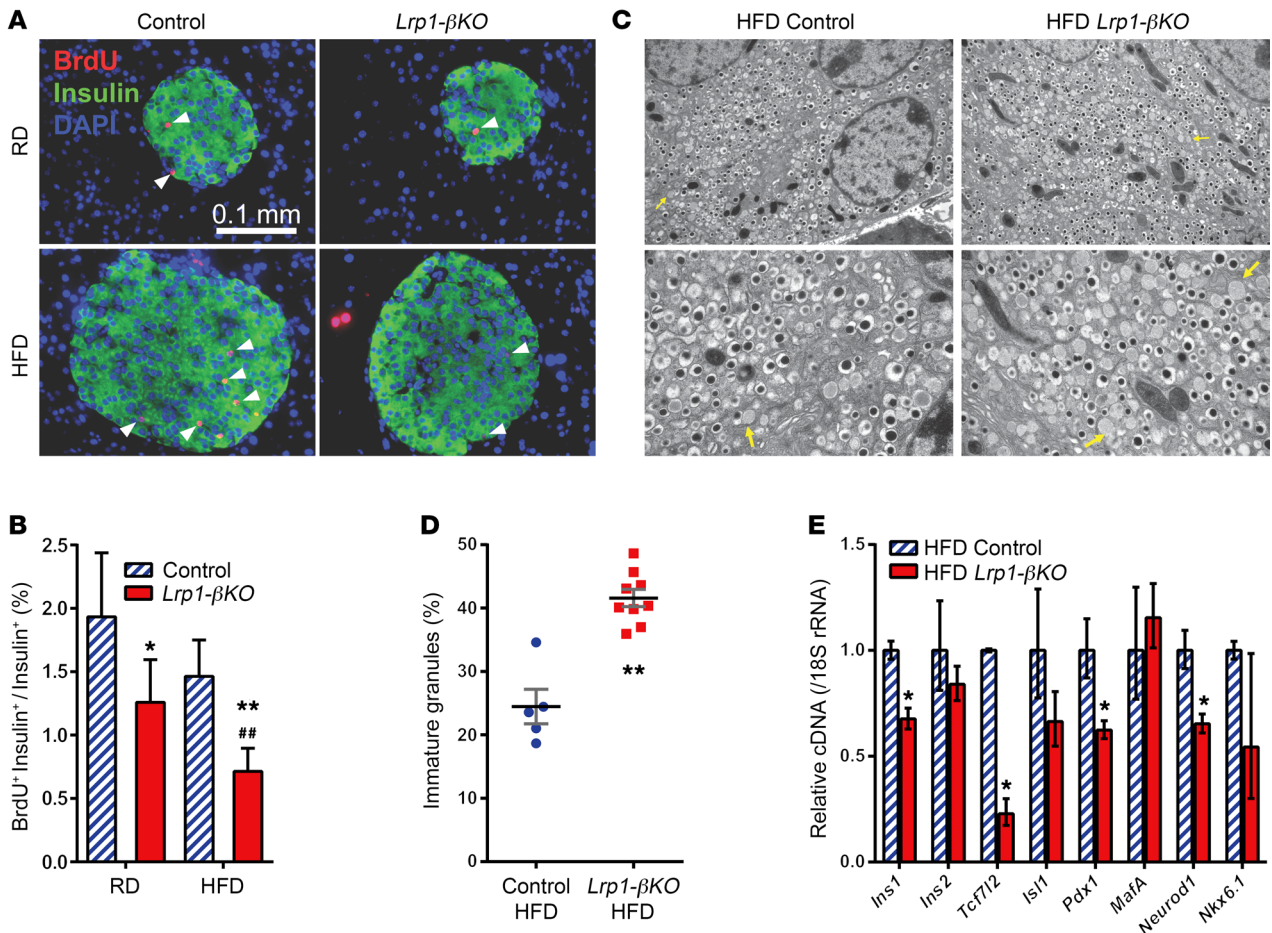 A
Control
Lrp1-βKO
RD
BrdU
Insulin
DAPI
0.1 mm
HFD
C
HFD Control
HFD Lrp1-βKO
B
BrdU⁺ Insulin⁺ / Insulin⁺ (%)
2.5
2.0
1.5
1.0
0.5
0.0
Control
Lrp1-βKO
*
**
##
RD
HFD
D
Immature granules (%)
50
40
30
20
10
0
**
Control
HFD
Lrp1-βKO
HFD
E
Relative cDNA (/18S rRNA)
1.5
1.0
0.5
0.0
HFD Control
HFD Lrp1-βKO
*
*
*
*
Ins1
Ins2
Tcf7l2
Isl1
Pdx1
MafA
Neurod1
Nkx6.1